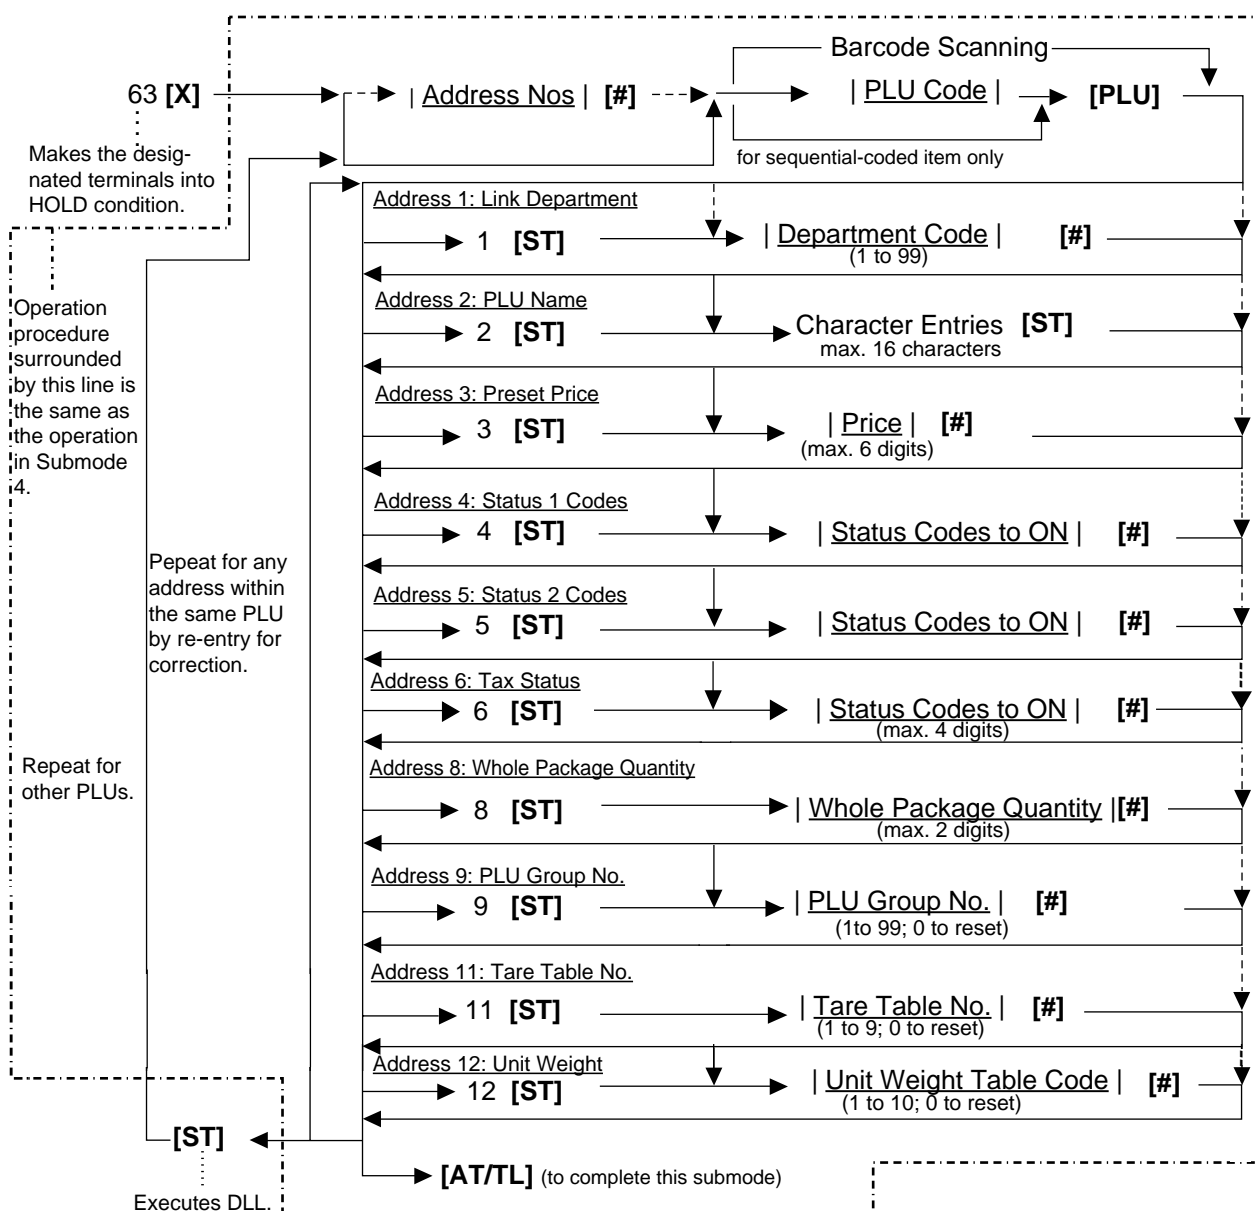 Barcode Scanning
63 [X]
| Address Nos | [#]
| PLU Code |
[PLU]
for sequential-coded item only
Makes the desig-
nated terminals into
HOLD condition.
Address 1: Link Department
1 [ST]
| Department Code | [#]
(1 to 99)
Operation
procedure
surrounded
by this line is
the same as
the operation
in Submode
4.
Address 2: PLU Name
2 [ST]
Character Entries [ST]
max. 16 characters
Address 3: Preset Price
3 [ST]
| Price | [#]
(max. 6 digits)
Address 4: Status 1 Codes
4 [ST]
| Status Codes to ON | [#]
Pepeat for any
address within
the same PLU
by re-entry for
correction.
Address 5: Status 2 Codes
5 [ST]
| Status Codes to ON | [#]
Address 6: Tax Status
6 [ST]
| Status Codes to ON | [#]
(max. 4 digits)
Repeat for
other PLUs.
Address 8: Whole Package Quantity
8 [ST]
| Whole Package Quantity |[#]
(max. 2 digits)
Address 9: PLU Group No.
9 [ST]
| PLU Group No. | [#]
(1to 99; 0 to reset)
Address 11: Tare Table No.
11 [ST]
| Tare Table No. | [#]
(1 to 9; 0 to reset)
Address 12: Unit Weight
12 [ST]
| Unit Weight Table Code | [#]
(1 to 10; 0 to reset)
[ST]
[AT/TL] (to complete this submode)
Executes DLL.